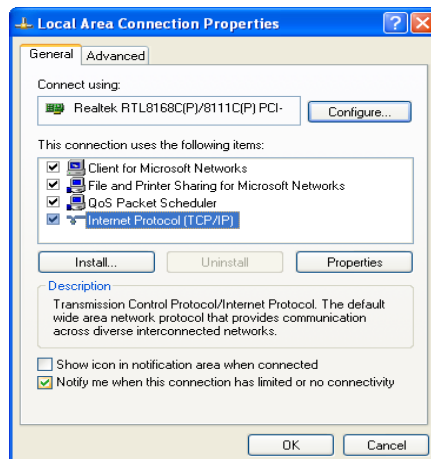 Local Area Connection Properties
General
Advanced
Connect using:
Realtek RTL8168C(P)/8111C(P) PCI-
Configure...
This connection uses the following items:
Client for Microsoft Networks
File and Printer Sharing for Microsoft Networks
QoS Packet Scheduler
Internet Protocol (TCP/IP)
Install...
Uninstall
Properties
Description
Transmission Control Protocol/Internet Protocol. The default
wide area network protocol that provides communication
across diverse interconnected networks.
Show icon in notification area when connected
Notify me when this connection has limited or no connectivity
OK
Cancel